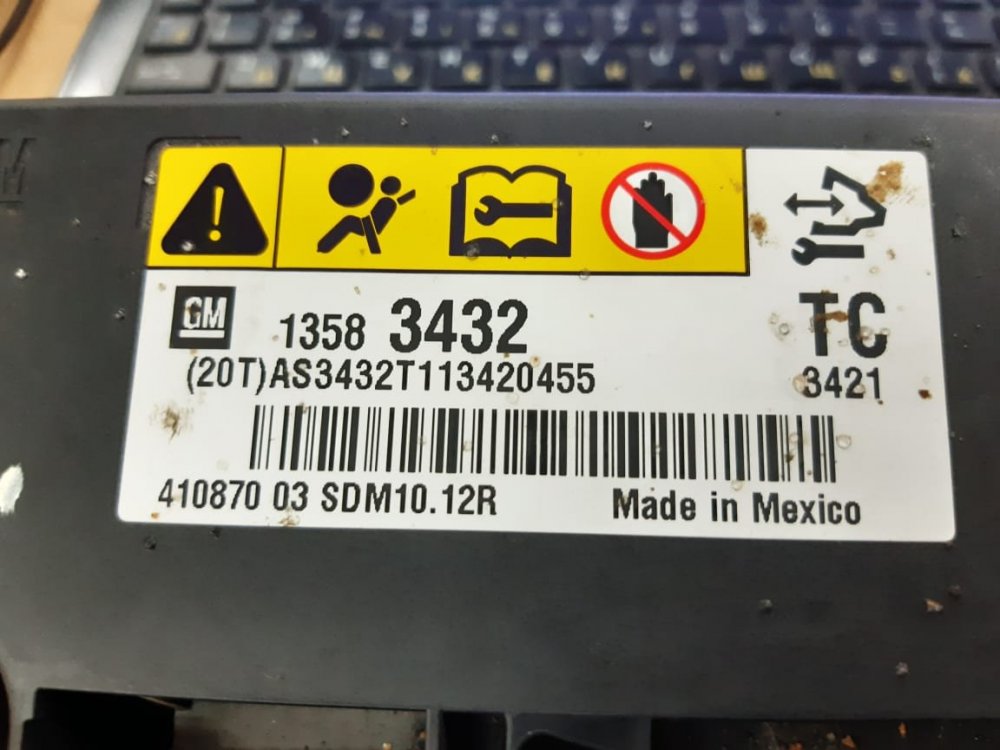 GM 1358 3432 TC
(20T)AS3432T113420455 3421
410870 03 SDM10.12R Made in Mexico